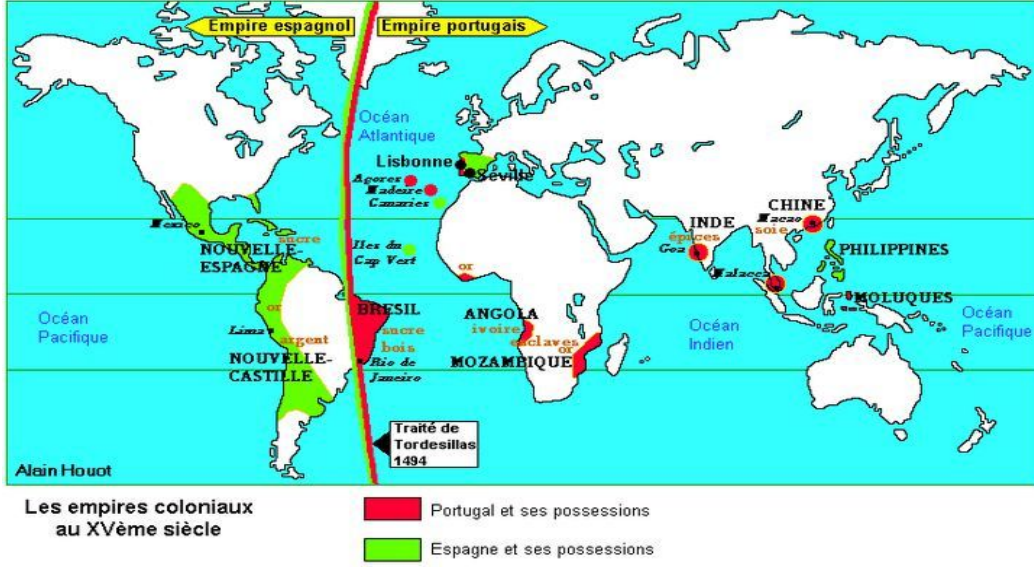 Empire espagnol
Empire portugais
Océan
Atlantique
Lisbonne
Séville
Açores
Madeire
Canaries
CHINE
Macao
soie
INDE
épices
Goa
Mexico
sucre
NOUVELLE-
ESPAGNE
Iles du
Cap Vert
or
PHILIPPINES
Malacca
MOLUQUES
Océan
Pacifique
or
BRESIL
Lima
argent
sucre
bois
ANGOLA
ivoire
esclaves
or
MOZAMBIQUE
Océan
Indien
Océan
Pacifique
NOUVELLE-
CASTILLE
Rio de
Janeiro
Traité de
Tordesillas
1494
Alain Houot
Les empires coloniaux
au XVème siècle
Portugal et ses possessions
Espagne et ses possessions